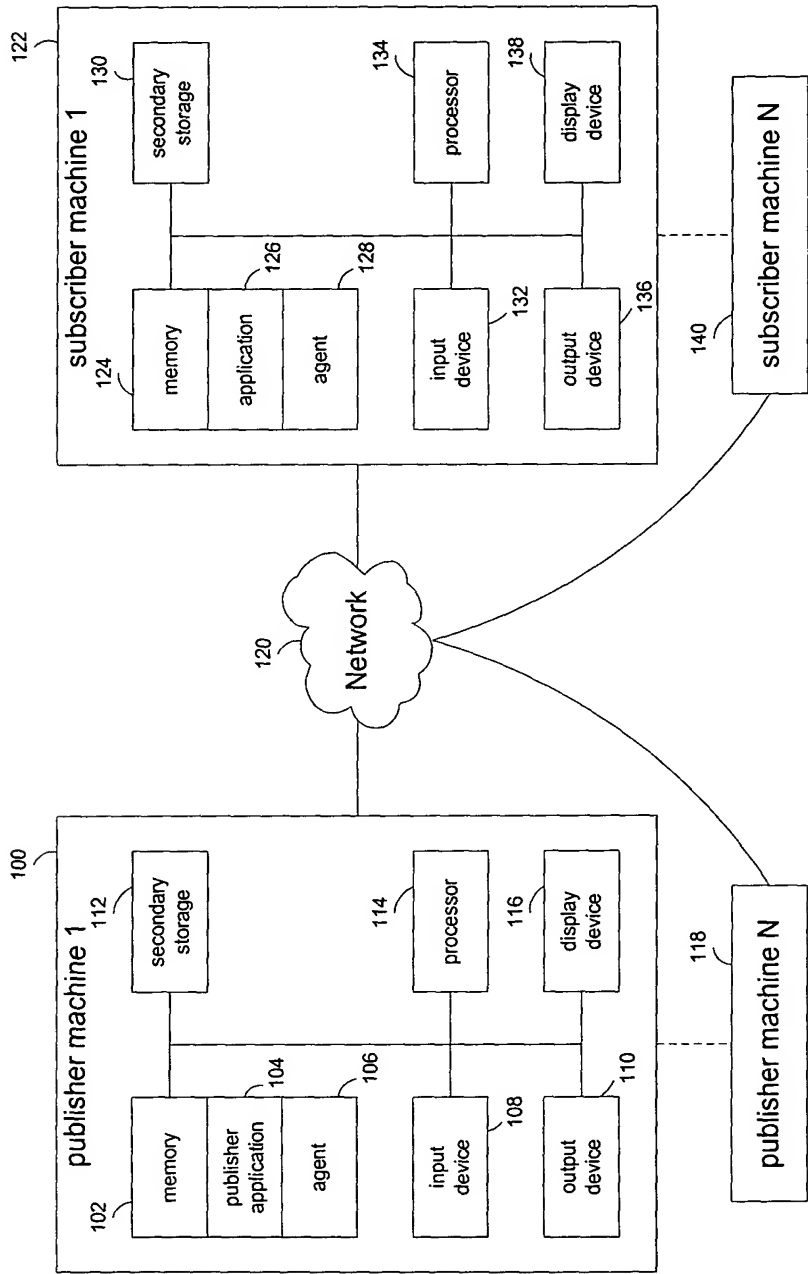 publisher machine 1
100
102
memory
publisher
application
104
agent
106
secondary
storage
112
input
device
108
processor
114
output
device
110
display
device
116
publisher machine N
118
Network
120
subscriber machine 1
122
124
memory
application
126
agent
128
secondary
storage
130
input
device
132
processor
134
output
device
136
display
device
138
subscriber machine N
140